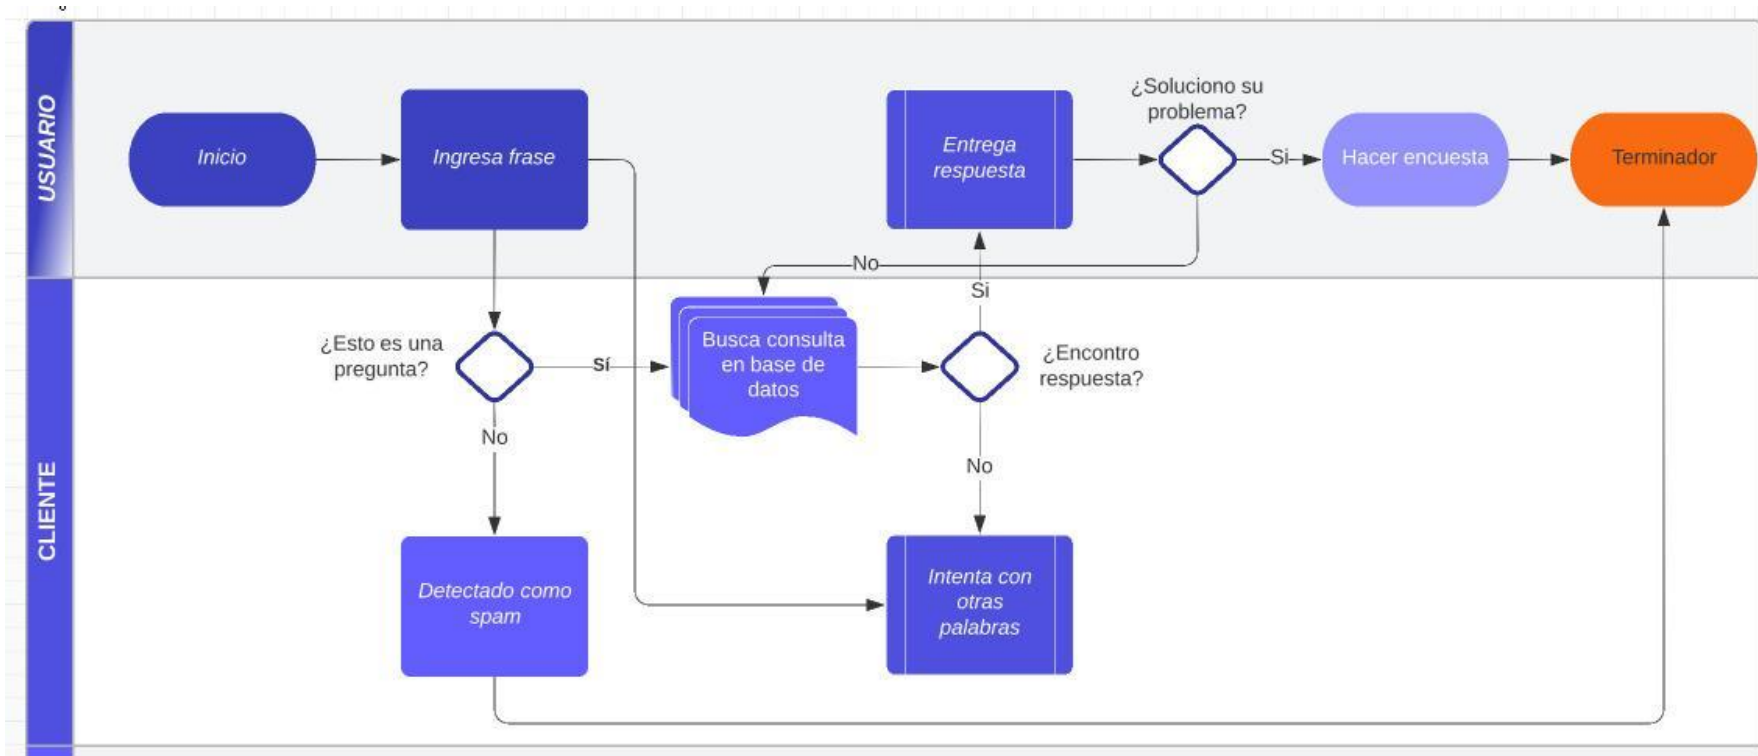 USUARIO
Inicio
Ingresa frase
Entrega
respuesta
¿Soluciono su
problema?
Si
Hacer encuesta
Terminador
No
Si
CLIENTE
¿Esto es una
pregunta?
Sí
Busca consulta
en base de
datos
¿Encontro
respuesta?
No
No
Detectado como
spam
Intenta con
otras
palabras